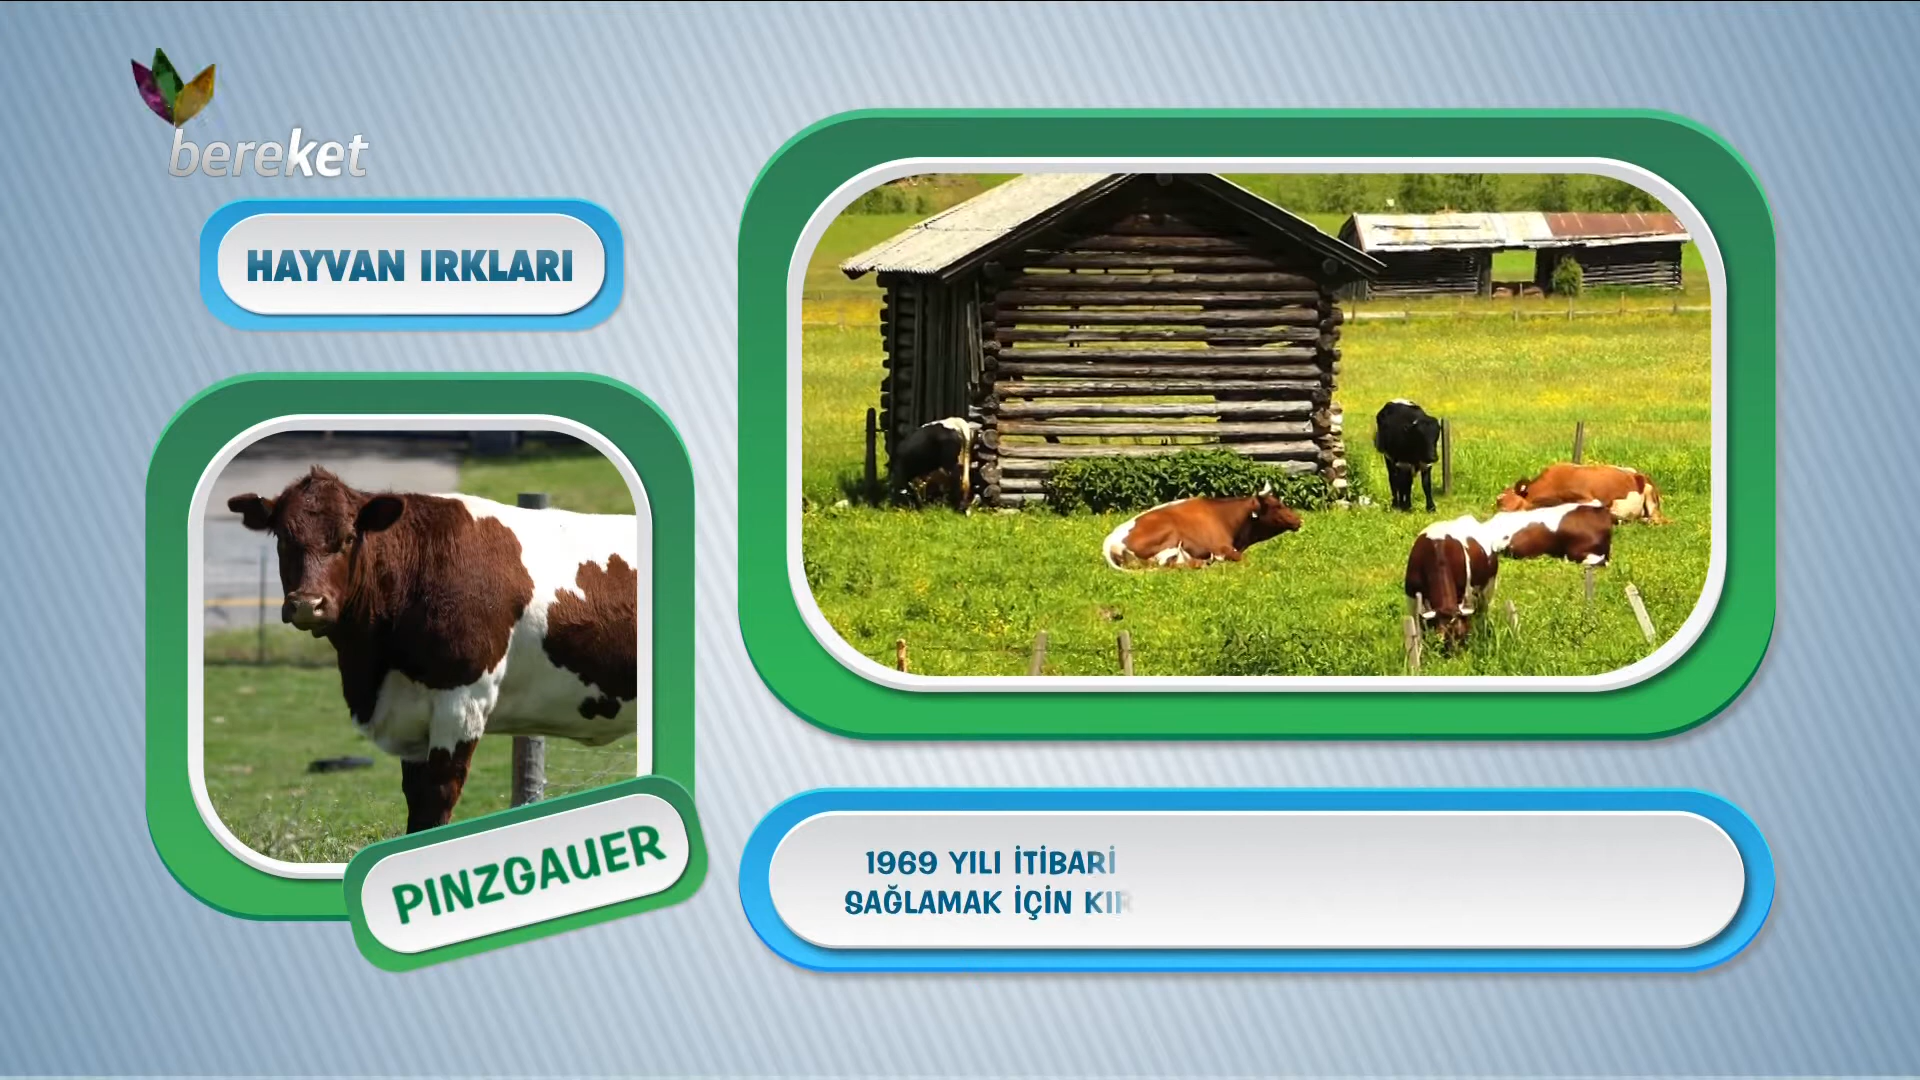 bereket
HAYVAN IRKLARI
PINZGAUER
1969 YILI İTİBARİ
SAĞLAMAK İÇİN